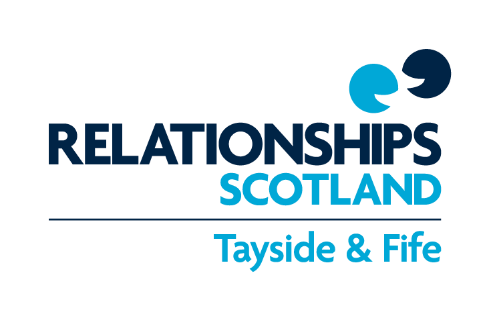 RELATIONSHIPS
SCOTLAND
Tayside & Fife